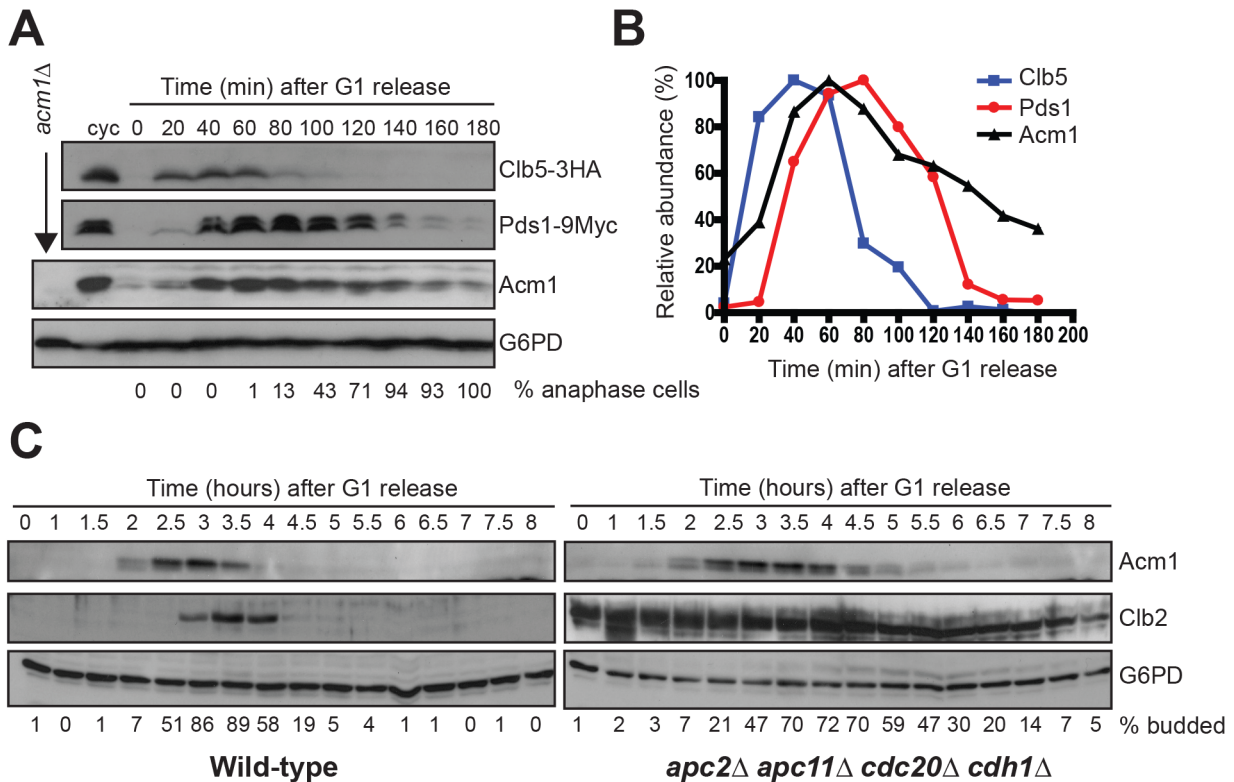 A
acm1Δ
Time (min) after G1 release
cyc 0 20 40 60 80 100 120 140 160 180
Clb5-3HA
Pds1-9Myc
Acm1
G6PD
0 0 0 1 13 43 71 94 93 100 % anaphase cells
B
Relative abundance (%)
100
80
60
40
20
0
0 20 40 60 80 100 120 140 160 180 200
Time (min) after G1 release
Clb5
Pds1
Acm1
C
Time (hours) after G1 release
0 1 1.5 2 2.5 3 3.5 4 4.5 5 5.5 6 6.5 7 7.5 8
1 0 1 7 51 86 89 58 19 5 4 1 1 0 1 0
Wild-type
Time (hours) after G1 release
0 1 1.5 2 2.5 3 3.5 4 4.5 5 5.5 6 6.5 7 7.5 8
Acm1
Clb2
G6PD
1 2 3 7 21 47 70 72 70 59 47 30 20 14 7 5 % budded
apc2Δ apc11Δ cdc20Δ cdh1Δ